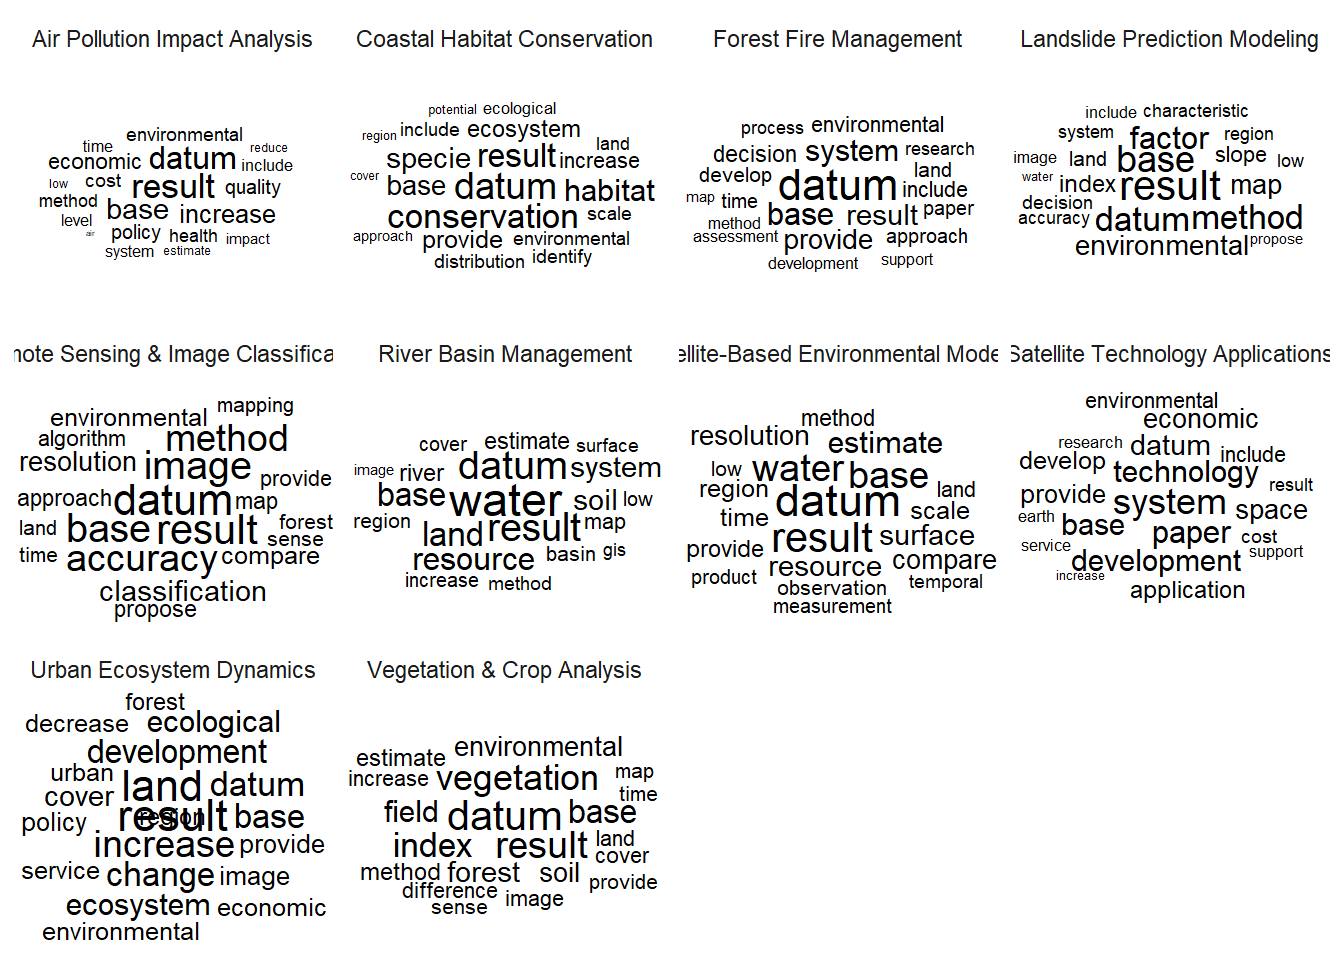 Air Pollution Impact Analysis
environmental
time
reduce
economic datum include
low cost result quality
method
level base increase
air
policy health impact
system estimate
Coastal Habitat Conservation
potential ecological
region include ecosystem
land
specie result increase
cover base datum habitat
conservation scale
approach provide environmental
distribution identify
Forest Fire Management
process environmental
decision system research
develop datum land
include
map time base result paper
method
assessment provide approach
development support
Landslide Prediction Modeling
include characteristic
system factor region
image land base slope low
water index result map
decision
accuracy datum method
environmental propose
mote Sensing & Image Classifica
mapping
environmental
algorithm method
resolution image provide
approach datum map
land base result forest
sense
time accuracy compare
classification
propose
River Basin Management
cover estimate surface
image river datum system
base water soil low
region land result map
resource basin gis
increase method
ellite-Based Environmental Mode
method
resolution estimate
low water base
region datum land
time scale
result surface
provide resource compare
product observation temporal
measurement
Satellite Technology Applications
environmental
economic
research datum include
develop technology
provide system space result
earth base paper cost
service development support
increase application
Urban Ecosystem Dynamics
forest
decrease ecological
development
urban land datum
cover
policy result region base
increase provide
service change image
ecosystem economic
environmental
Vegetation & Crop Analysis
estimate environmental
increase vegetation map
time
field datum base
index result land
cover
method forest soil provide
difference image
sense